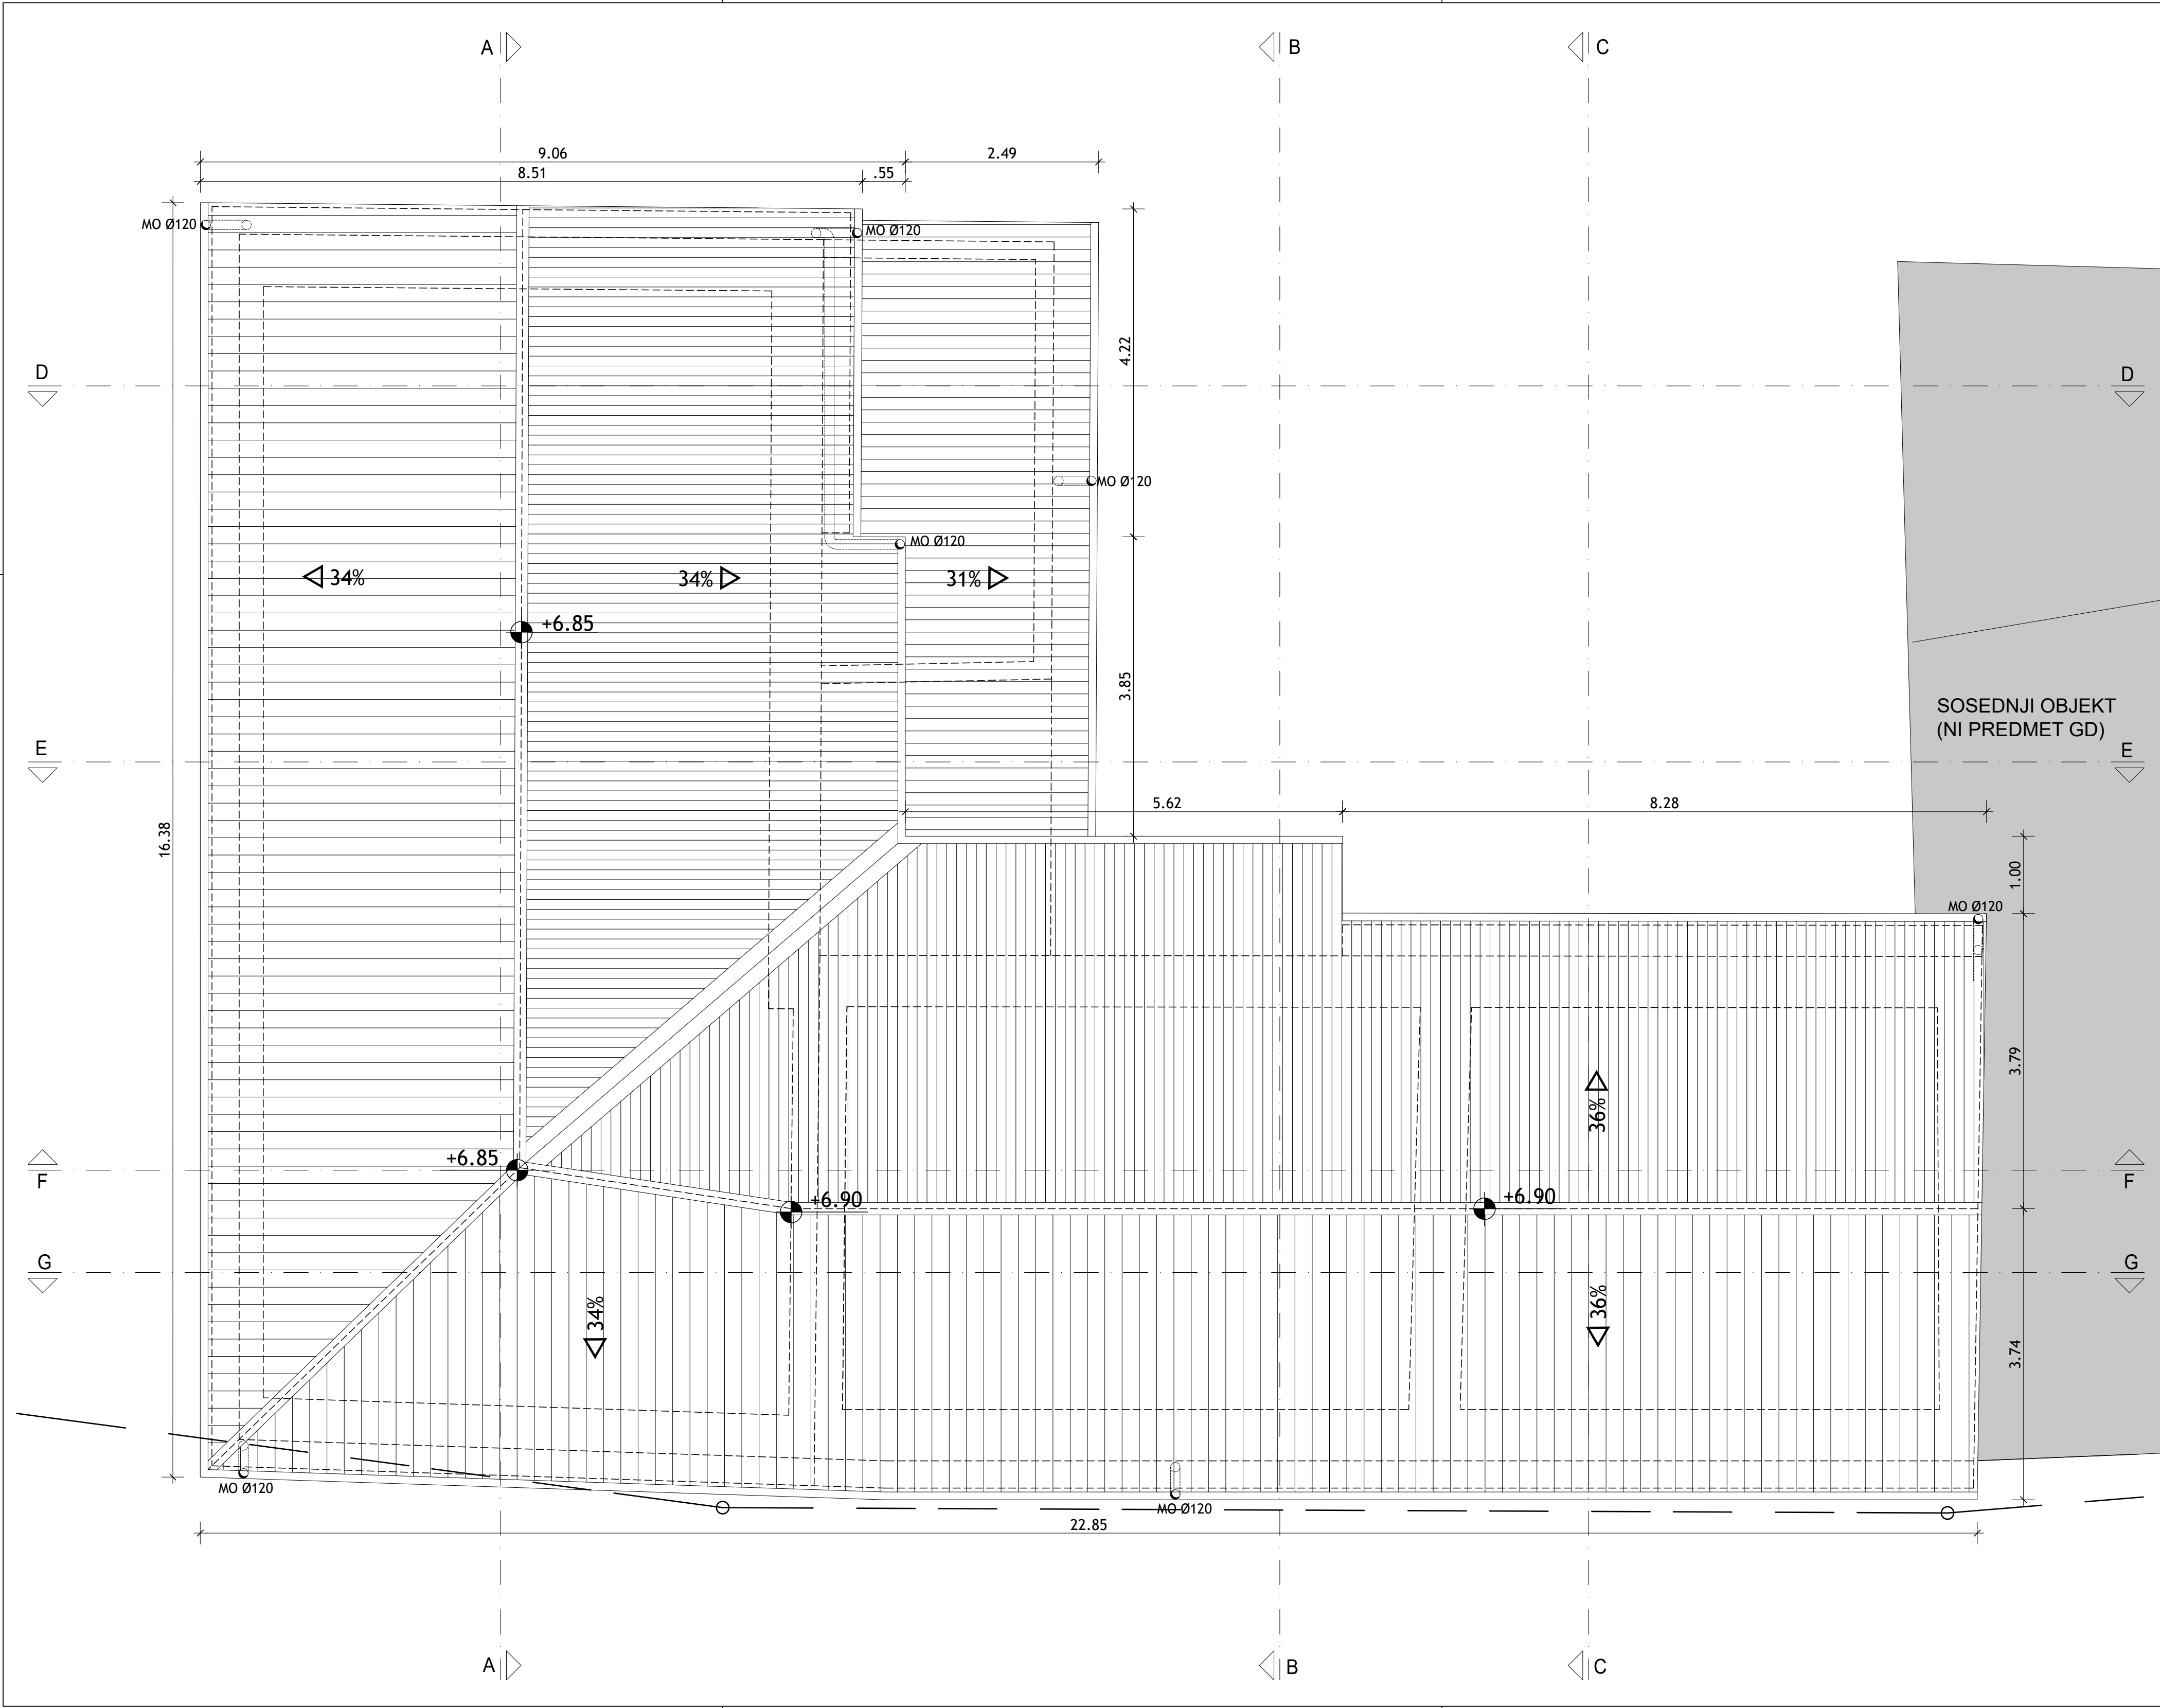 A
B
C
9.06
2.49
8.51
.55
MO Ø120
MO Ø120
4.22
D
D
MO Ø120
MO Ø120
34%
34%
31%
+6.85
3.85
SOSEDNJI OBJEKT
(NI PREDMET GD)
E
E
5.62
8.28
16.38
1.00
MO Ø120
3.79
36%
+6.85
F
F
+6.90
+6.90
G
G
34%
36%
3.74
MO Ø120
MO Ø120
22.85
A
B
C